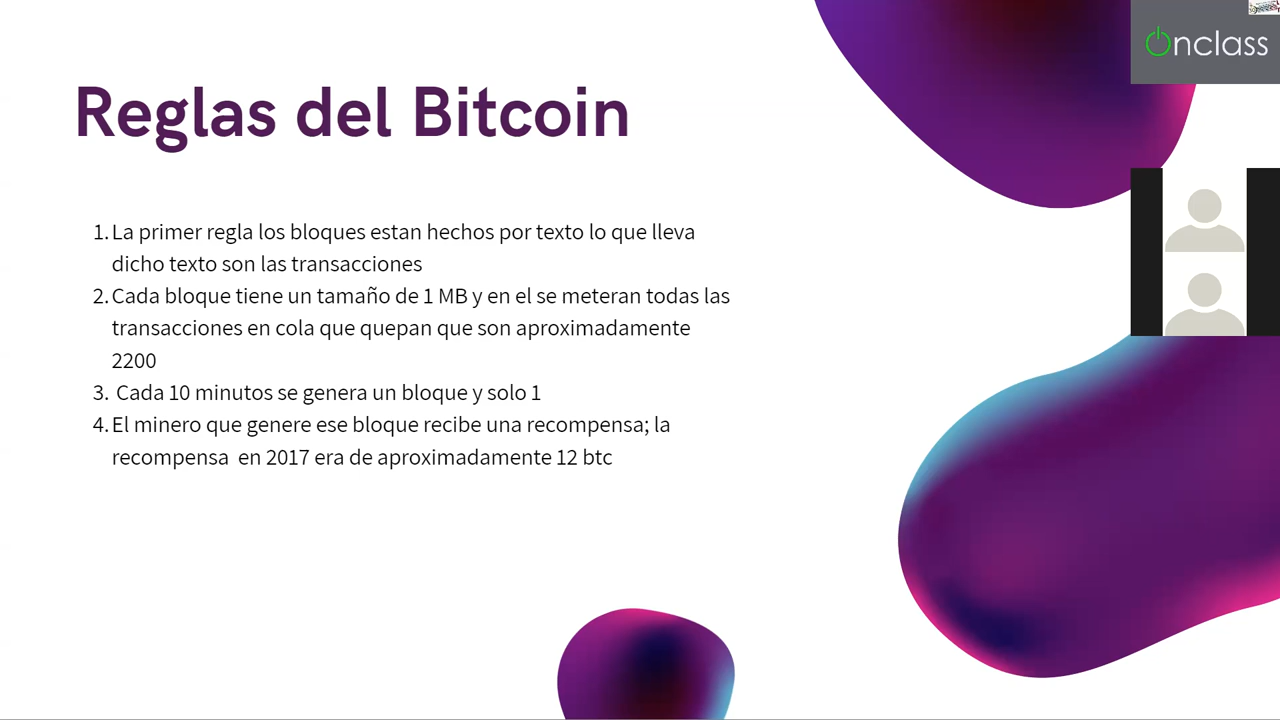 Reglas del Bitcoin
Onclass
1. La primer regla los bloques estan hechos por texto lo que lleva
dicho texto son las transacciones
2. Cada bloque tiene un tamaño de 1 MB y en el se meteran todas las
transacciones en cola que quepan que son aproximadamente
2200
3. Cada 10 minutos se genera un bloque y solo 1
4. El minero que genere ese bloque recibe una recompensa; la
recompensa en 2017 era de aproximadamente 12 btc